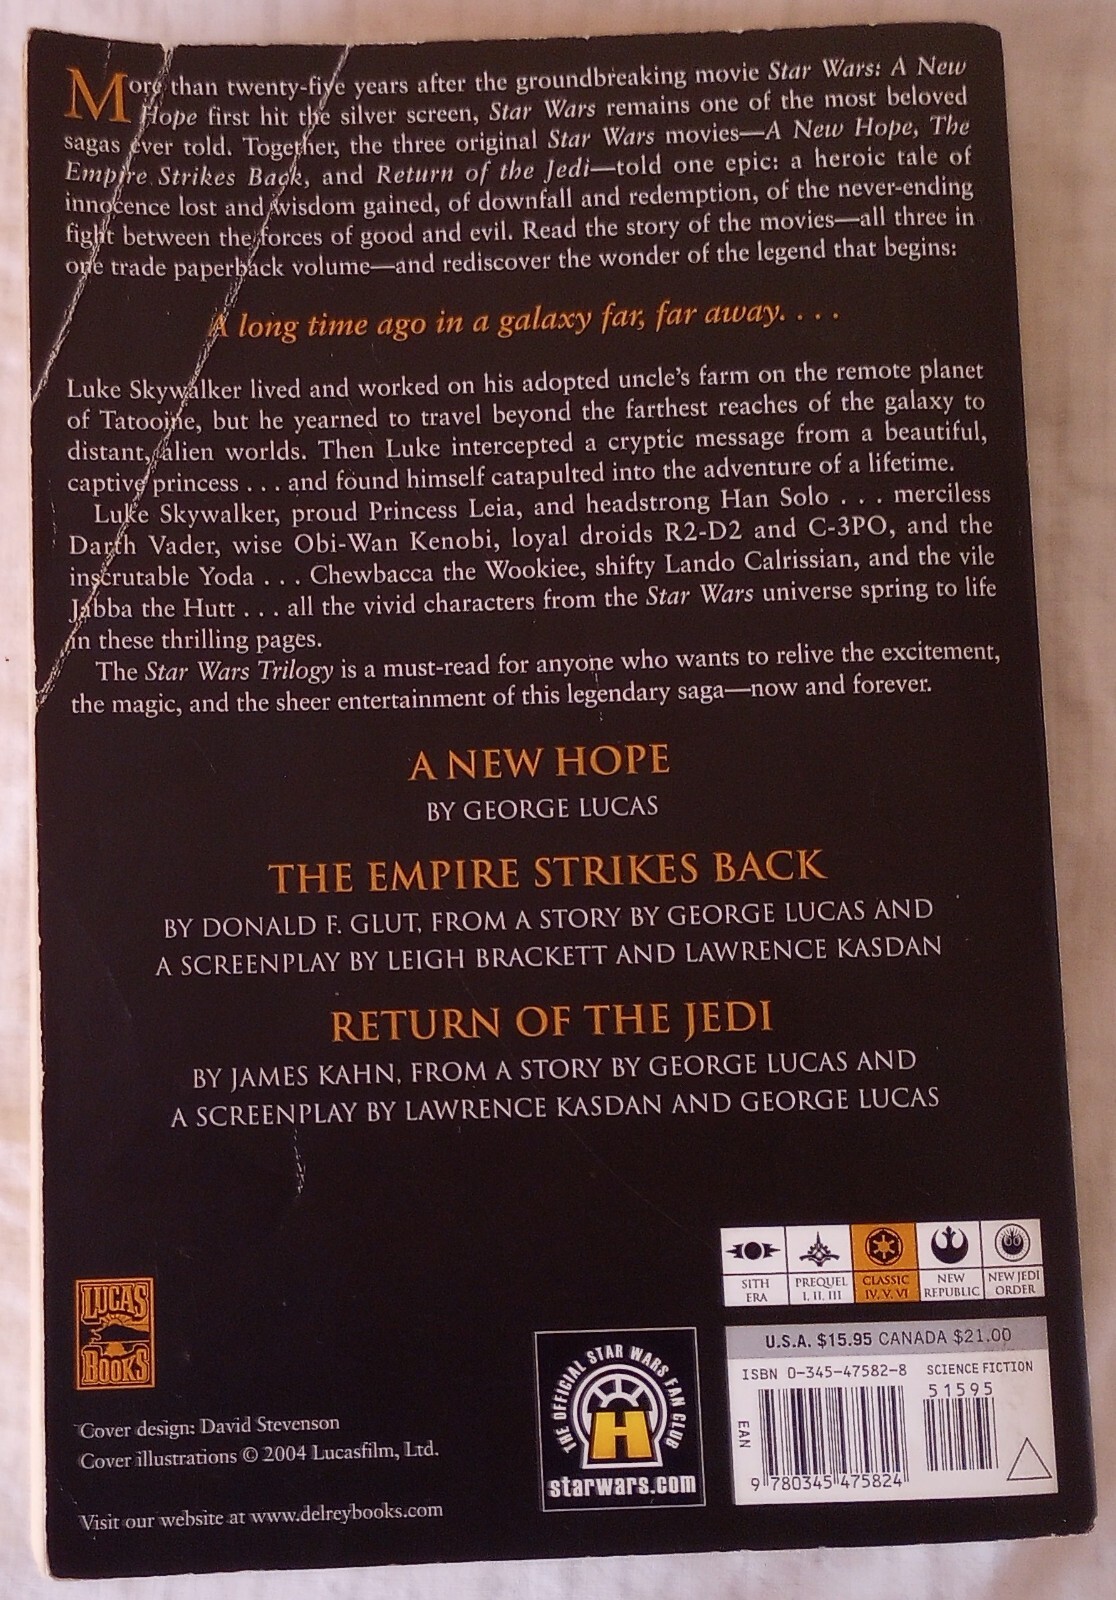 More than twenty-five years after the groundbreaking movie Star Wars: A New
Hope first hit the silver screen, Star Wars remains one of the most beloved
sagas ever told. Together, the three original Star Wars movies—A New Hope, The
Empire Strikes Back, and Return of the Jedi—told one epic: a heroic tale of
innocence lost and wisdom gained, of downfall and redemption, of the never-ending
fight between the forces of good and evil. Read the story of the movies—all three in
one trade paperback volume—and rediscover the wonder of the legend that begins:
A long time ago in a galaxy far, far away. . . .
Luke Skywalker lived and worked on his adopted uncle's farm on the remote planet
of Tatooine, but he yearned to travel beyond the farthest reaches of the galaxy to
distant, alien worlds. Then Luke intercepted a cryptic message from a beautiful,
captive princess . . . and found himself catapulted into the adventure of a lifetime.
Luke Skywalker, proud Princess Leia, and headstrong Han Solo . . . merciless
Darth Vader, wise Obi-Wan Kenobi, loyal droids R2-D2 and C-3PO, and the
inscrutable Yoda . . . Chewbacca the Wookiee, shifty Lando Calrissian, and the vile
Jabba the Hutt . . . all the vivid characters from the Star Wars universe spring to life
in these thrilling pages.
The Star Wars Trilogy is a must-read for anyone who wants to relive the excitement,
the magic, and the sheer entertainment of this legendary saga—now and forever.
A NEW HOPE
BY GEORGE LUCAS
THE EMPIRE STRIKES BACK
BY DONALD F. GLUT, FROM A STORY BY GEORGE LUCAS AND
A SCREENPLAY BY LEIGH BRACKETT AND LAWRENCE KASDAN
RETURN OF THE JEDI
BY JAMES KAHN, FROM A STORY BY GEORGE LUCAS AND
A SCREENPLAY BY LAWRENCE KASDAN AND GEORGE LUCAS
SITH
ERA
PREQUEL
I, II, III
CLASSIC
IV, V, VI
NEW
REPUBLIC
NEW JEDI
ORDER
LUCAS
BOOKS
Cover design: David Stevenson
Cover illustrations © 2004 Lucasfilm, Ltd.
Visit our website at www.delreybooks.com
THE OFFICIAL STAR WARS FAN CLUB
H
starwars.com
U.S.A. $15.95 CANADA $21.00
ISBN 0-345-47582-8 SCIENCE FICTION
51595
EAN
9 780345 475824